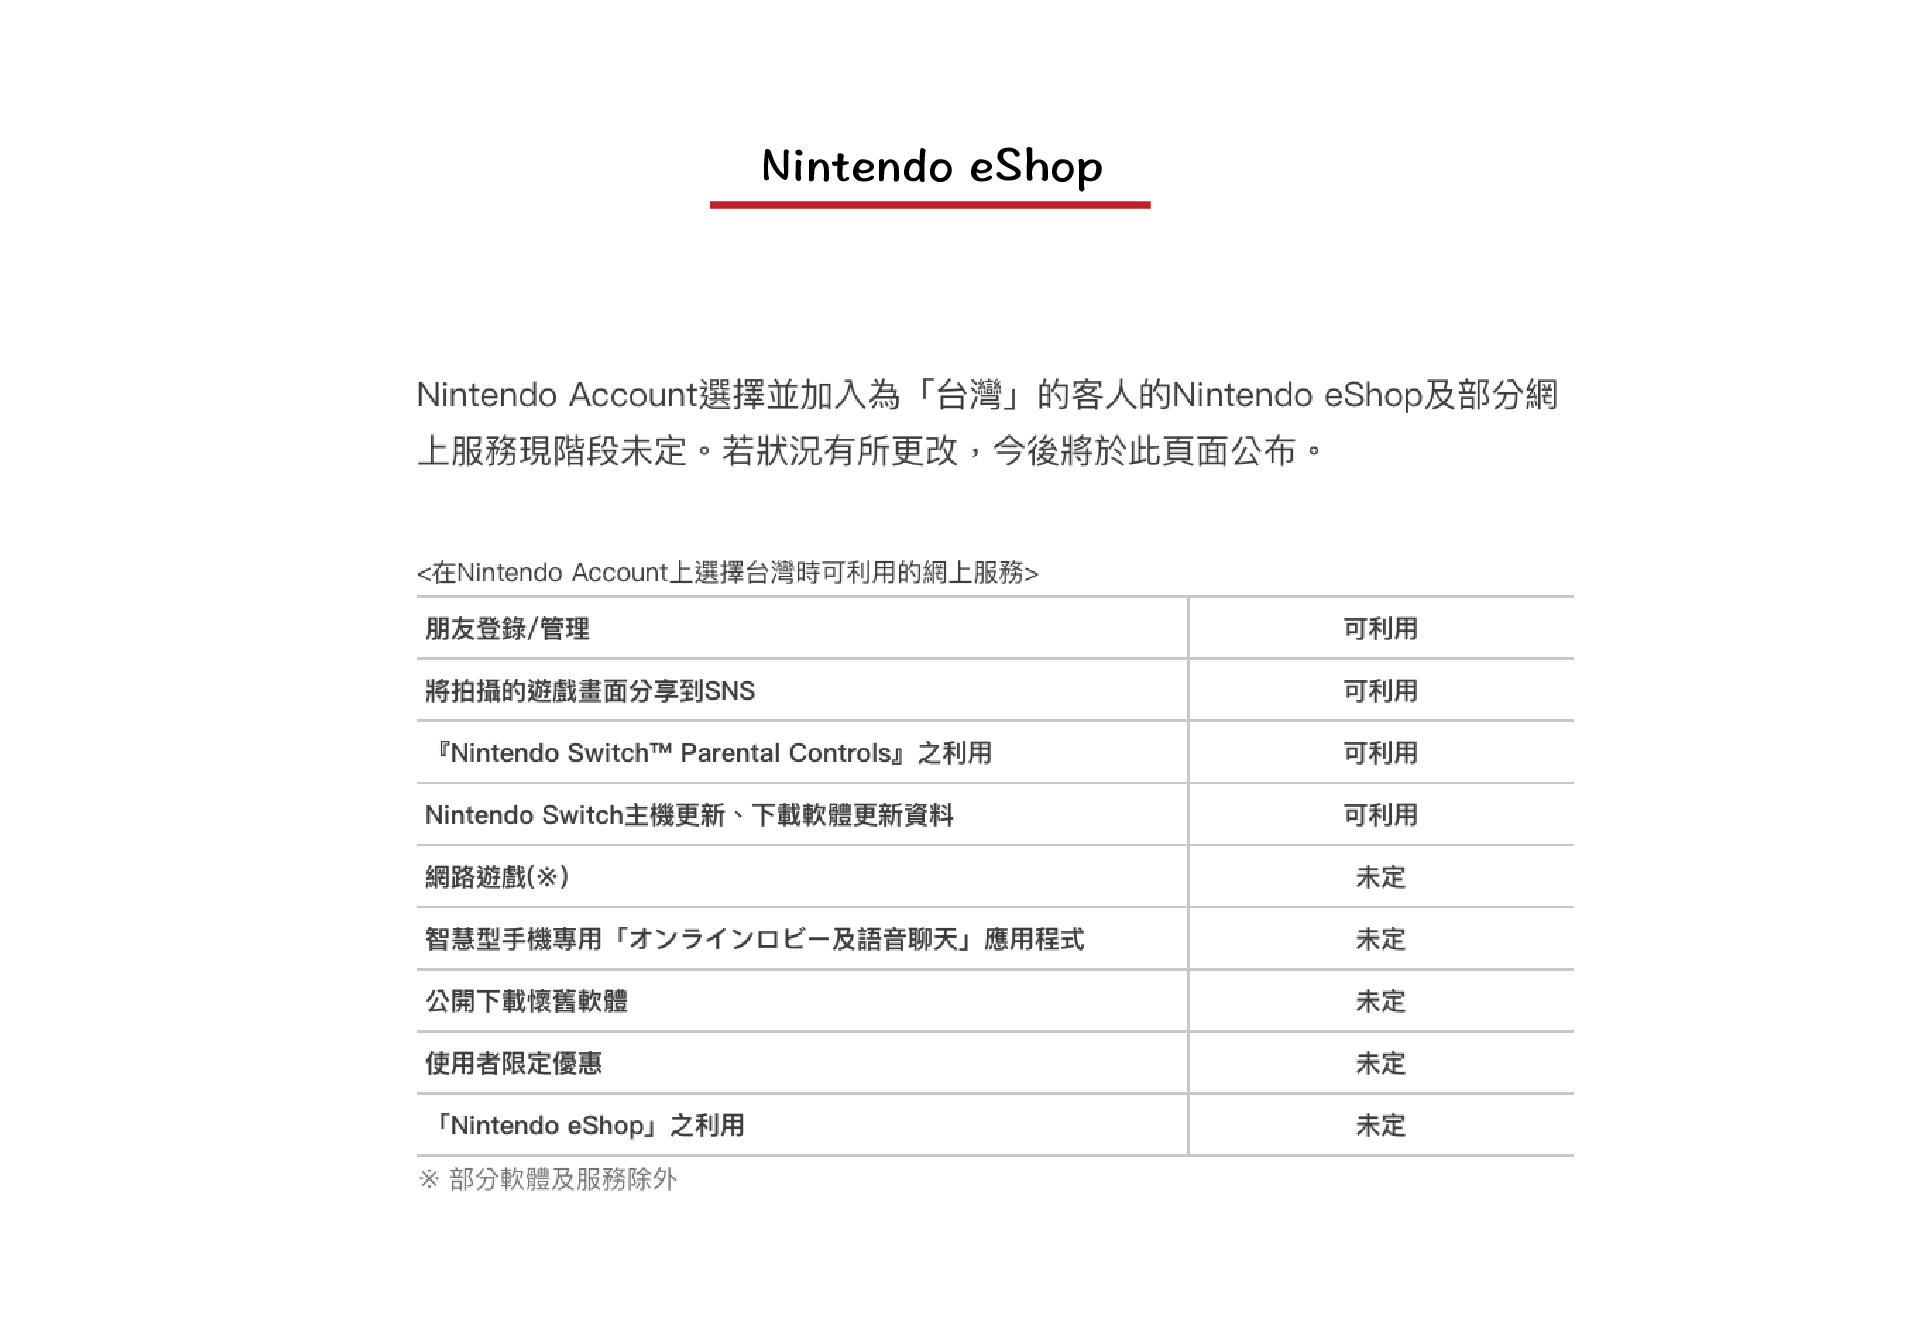 Nintendo eShop
Nintendo Account選擇並加入為「台灣」的客人的Nintendo eShop及部分網
上服務現階段未定。若狀況有所更改，今後將於此頁面公布。
<在Nintendo Account上選擇台灣時可利用的網上服務>
朋友登錄/管理 可利用
將拍攝的遊戲畫面分享到SNS 可利用
『Nintendo Switch™ Parental Controls』之利用 可利用
Nintendo Switch主機更新、下載軟體更新資料 可利用
網路遊戲(※) 未定
智慧型手機專用「オンラインロビー及語音聊天」應用程式 未定
公開下載懷舊軟體 未定
使用者限定優惠 未定
「Nintendo eShop」之利用 未定
※ 部分軟體及服務除外